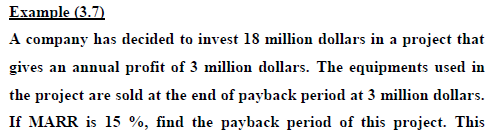 Example (3.7)
A company has decided to invest 18 million dollars in a project that
gives an annual profit of 3 million dollars. The equipments used in
the project are sold at the end of payback period at 3 million dollars.
If MARR is 15 %, find the payback period of this project. This